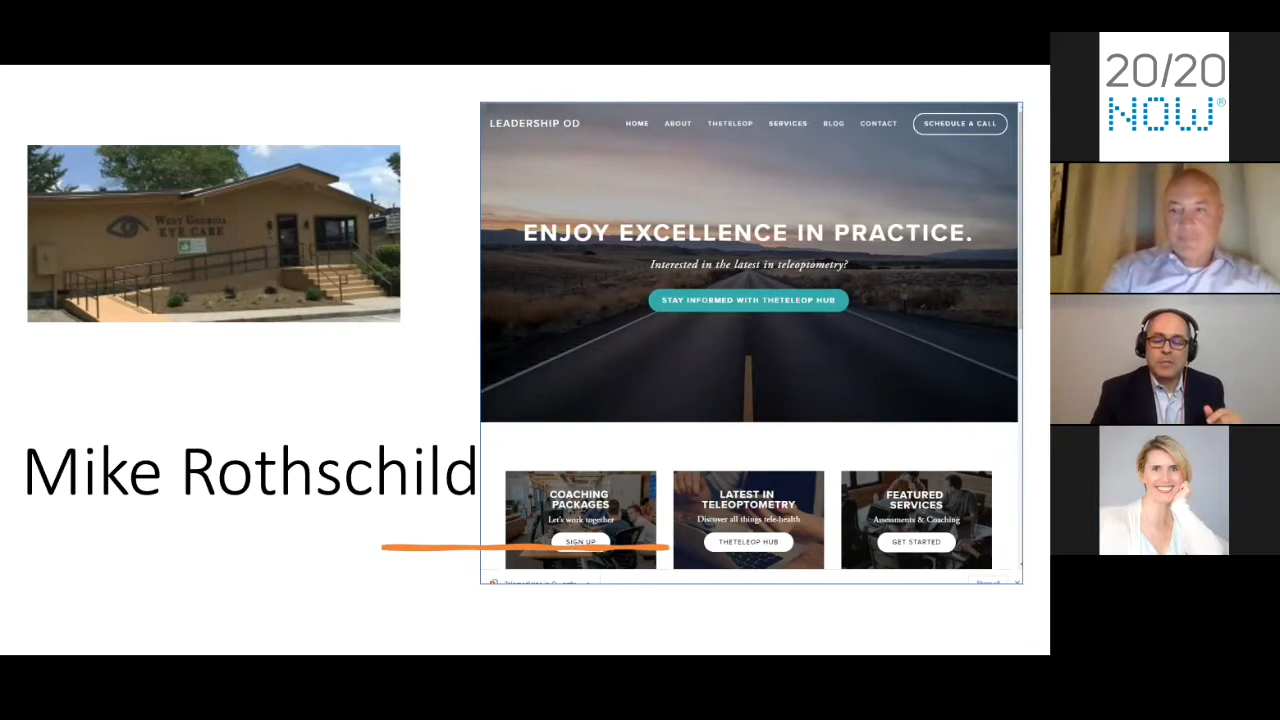 20/20
NOW®
LEADERSHIP OD
HOME ABOUT THETELEOP SERVICES BLOG CONTACT SCHEDULE A CALL
WEST GEORGIA
EYE CARE
ENJOY EXCELLENCE IN PRACTICE.
Interested in the latest in teleoptometry?
STAY INFORMED WITH THETELEOP HUB
Mike Rothschild
COACHING
PACKAGES
Let's work together
SIGN UP
LATEST IN
TELEOPTOMETRY
Discover all things tele-health
THETELEOP HUB
FEATURED
SERVICES
Assessments & Coaching
GET STARTED